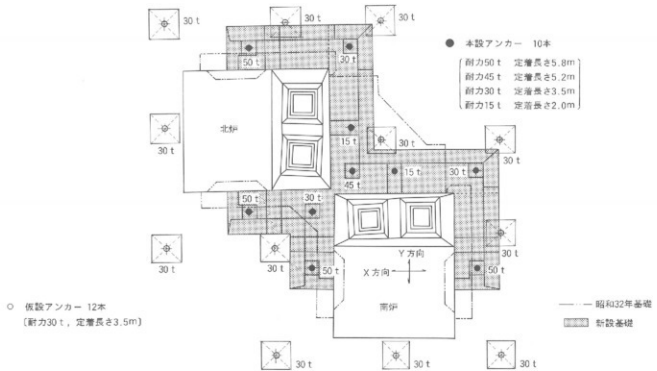 30 t
30 t
30 t
● 本設アンカー 10本
耐力50 t 定着長さ5.8m
耐力45 t 定着長さ5.2m
耐力30 t 定着長さ3.5m
耐力15 t 定着長さ2.0m
50 t
30 t
北炉
30 t
15 t
30 t
30 t
45 t
15 t
30 t
50 t
30 t
30 t
30 t
30 t
50 t
50 t
Y方向
X方向
南炉
○ 仮設アンカー 12本
〔耐力30 t, 定着長さ3.5m〕
昭和32年基礎
新設基礎
30 t
30 t
30 t